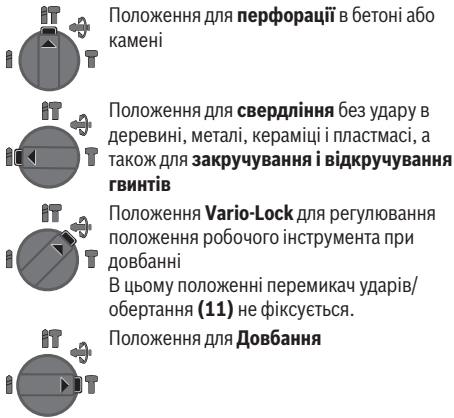 Положення для перфорації в бетоні або
камені
Положення для свердління без удару в
деревині, металі, кераміці і пластмасі, а
також для закручування і відкручування
гвинтів
Положення Vario-Lock для регулювання
положення робочого інструмента при
довбанні
В цьому положенні перемикач ударів/
обертання (11) не фіксується.
Положення для Довбання